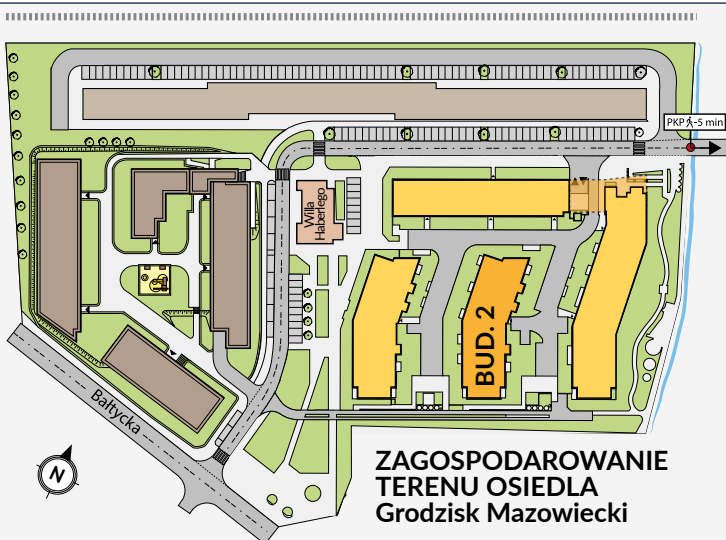 PKP -5 min
Willa
Haberlego
BUD. 2
Bałtycka
N
ZAGOSPODAROWANIE
TERENU OSIEDLA
Grodzisk Mazowiecki